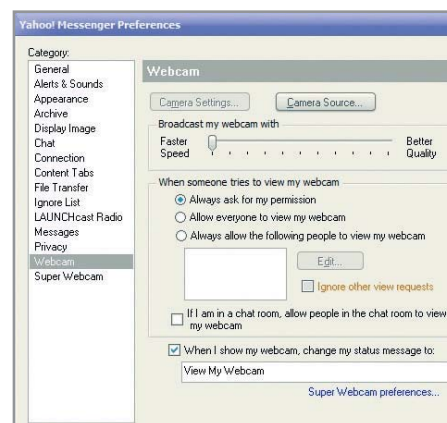 Yahoo! Messenger Preferences
Category:
General
Alerts & Sounds
Appearance
Archive
Display Image
Chat
Connection
Content Tabs
File Transfer
Ignore List
LAUNCHcast Radio
Messages
Privacy
Webcam
Super Webcam
Webcam
Camera Settings...
Camera Source...
Broadcast my webcam with
Faster Better
Speed Quality
When someone tries to view my webcam
Always ask for my permission
Allow everyone to view my webcam
Always allow the following people to view my webcam
Edit...
Ignore other view requests
If I am in a chat room, allow people in the chat room to view
my webcam
When I show my webcam, change my status message to:
View My Webcam
Super Webcam preferences...